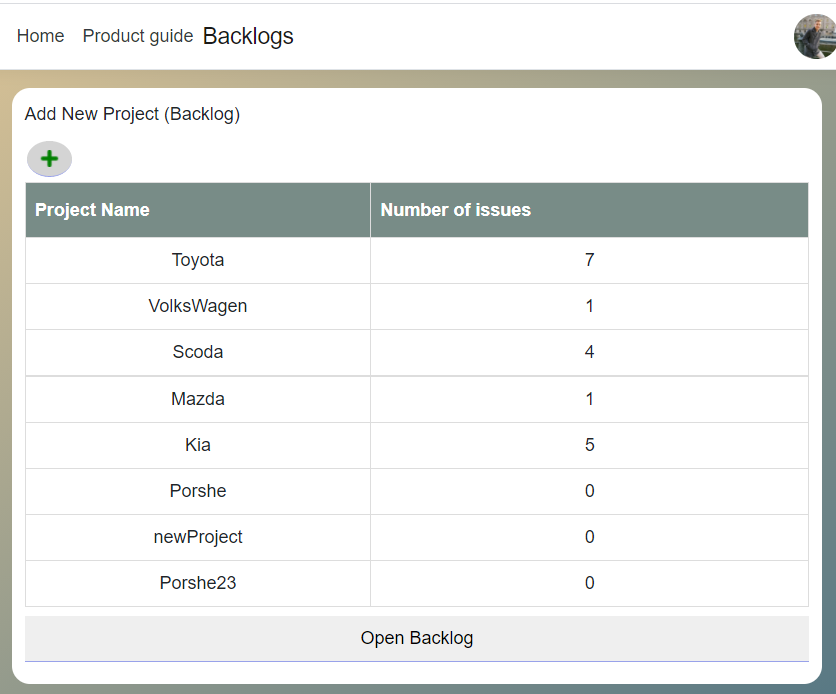 Home Product guide Backlogs
Add New Project (Backlog)
Project Name Number of issues
Toyota 7
VolksWagen 1
Scoda 4
Mazda 1
Kia 5
Porshe 0
newProject 0
Porshe23 0
Open Backlog